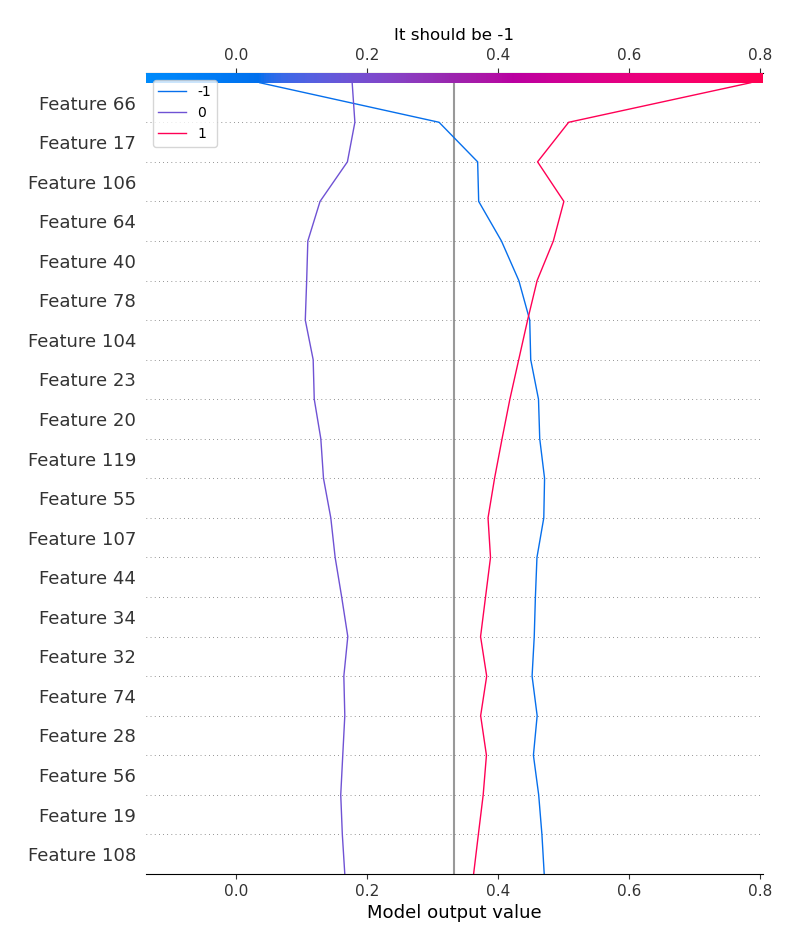 It should be -1
0.0 0.2 0.4 0.6 0.8
-1
0
1
Feature 66
Feature 17
Feature 106
Feature 64
Feature 40
Feature 78
Feature 104
Feature 23
Feature 20
Feature 119
Feature 55
Feature 107
Feature 44
Feature 34
Feature 32
Feature 74
Feature 28
Feature 56
Feature 19
Feature 108
0.0 0.2 0.4 0.6 0.8
Model output value